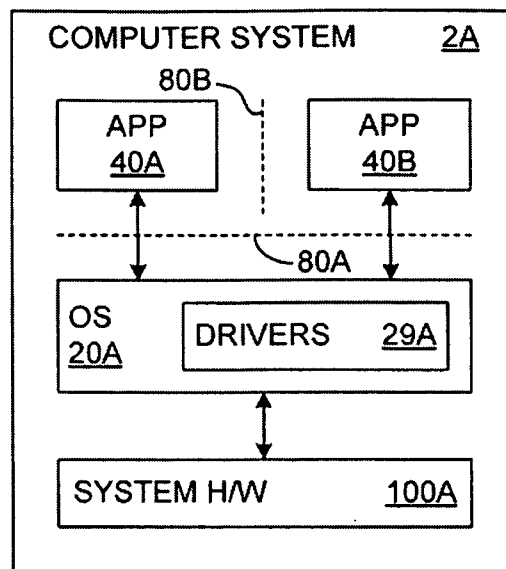 COMPUTER SYSTEM 2A
80B
APP
40A
APP
40B
80A
OS
20A
DRIVERS 29A
SYSTEM H/W 100A